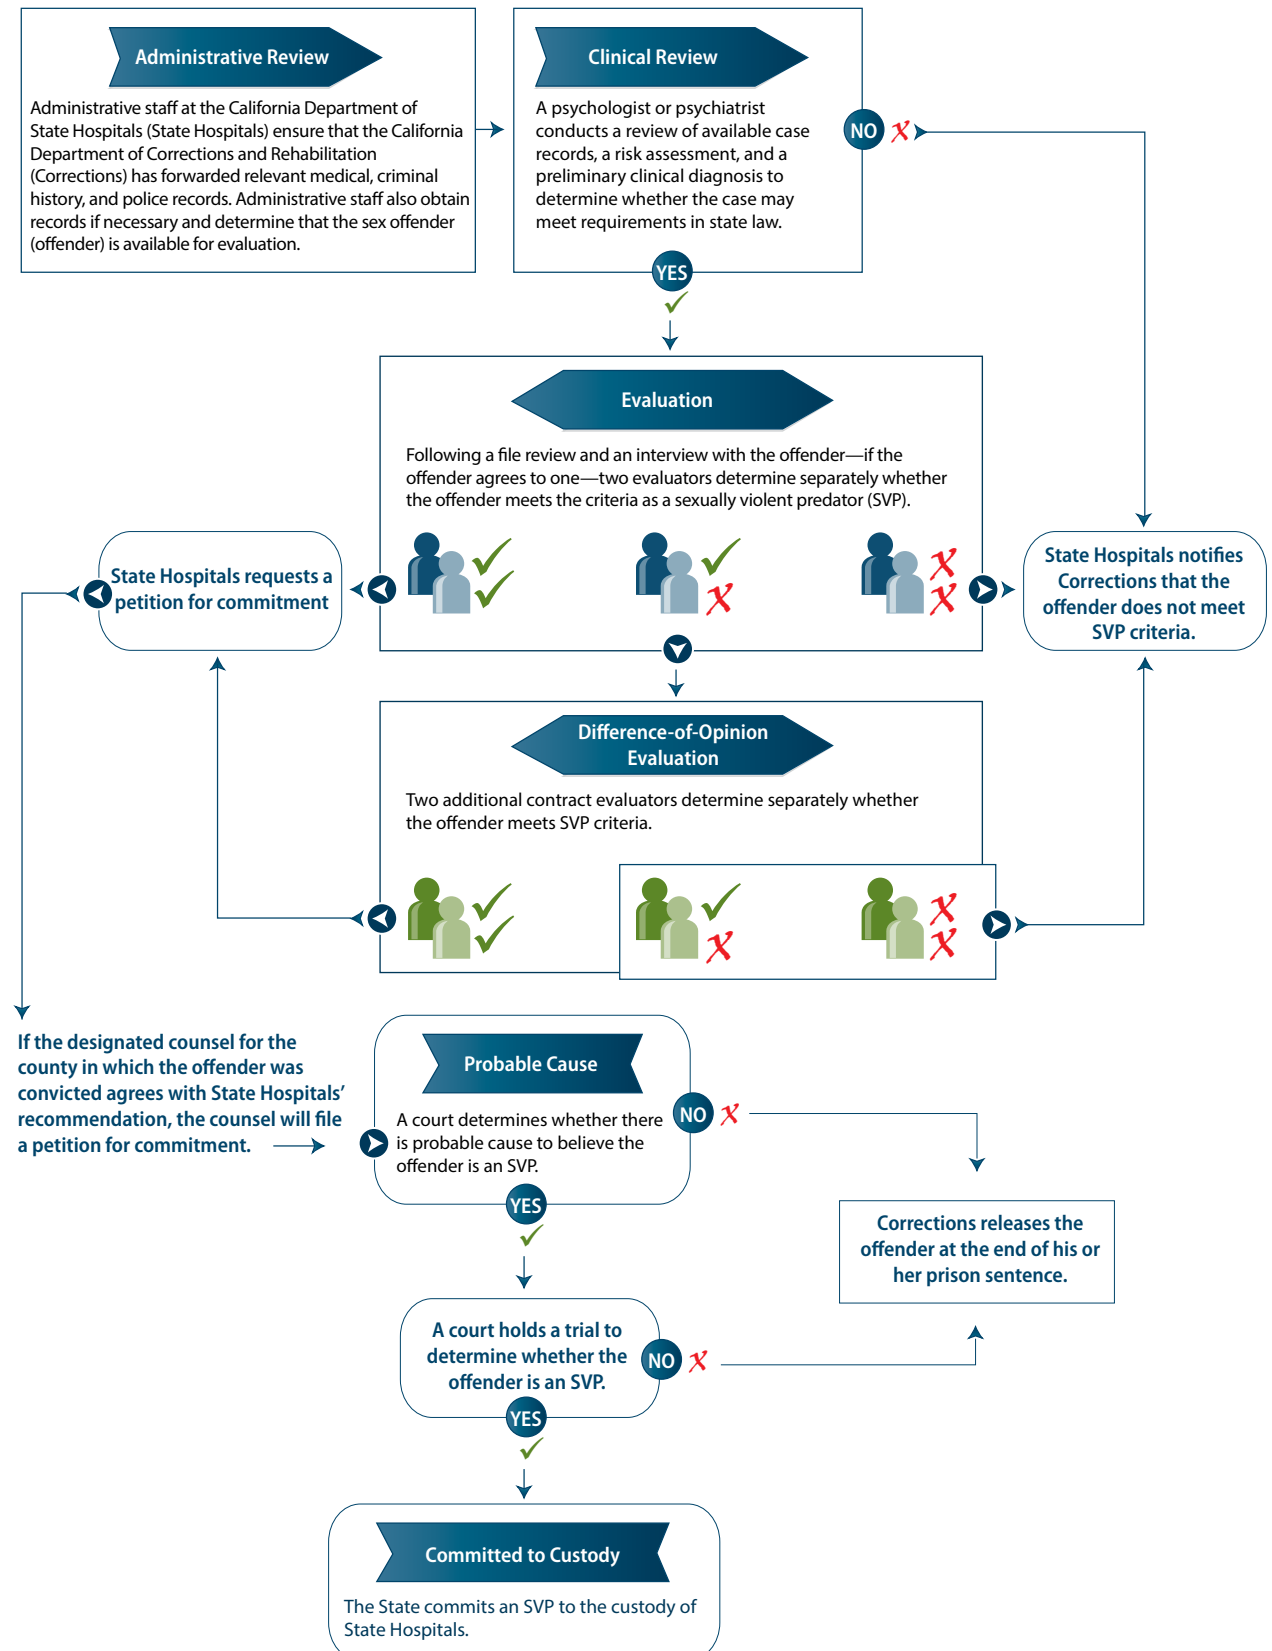 Administrative Review
Administrative staff at the California Department of
State Hospitals (State Hospitals) ensure that the California
Department of Corrections and Rehabilitation
(Corrections) has forwarded relevant medical, criminal
history, and police records. Administrative staff also obtain
records if necessary and determine that the sex offender
(offender) is available for evaluation.
Clinical Review
A psychologist or psychiatrist
conducts a review of available case
records, a risk assessment, and a
preliminary clinical diagnosis to
determine whether the case may
meet requirements in state law.
NO
YES
Evaluation
Following a file review and an interview with the offender—if the
offender agrees to one—two evaluators determine separately whether
the offender meets the criteria as a sexually violent predator (SVP).
State Hospitals requests a
petition for commitment
State Hospitals notifies
Corrections that the
offender does not meet
SVP criteria.
Difference-of-Opinion
Evaluation
Two additional contract evaluators determine separately whether
the offender meets SVP criteria.
If the designated counsel for the
county in which the offender was
convicted agrees with State Hospitals'
recommendation, the counsel will file
a petition for commitment.
Probable Cause
A court determines whether there
is probable cause to believe the
offender is an SVP.
NO
YES
Corrections releases the
offender at the end of his or
her prison sentence.
A court holds a trial to
determine whether the
offender is an SVP.
NO
YES
Committed to Custody
The State commits an SVP to the custody of
State Hospitals.